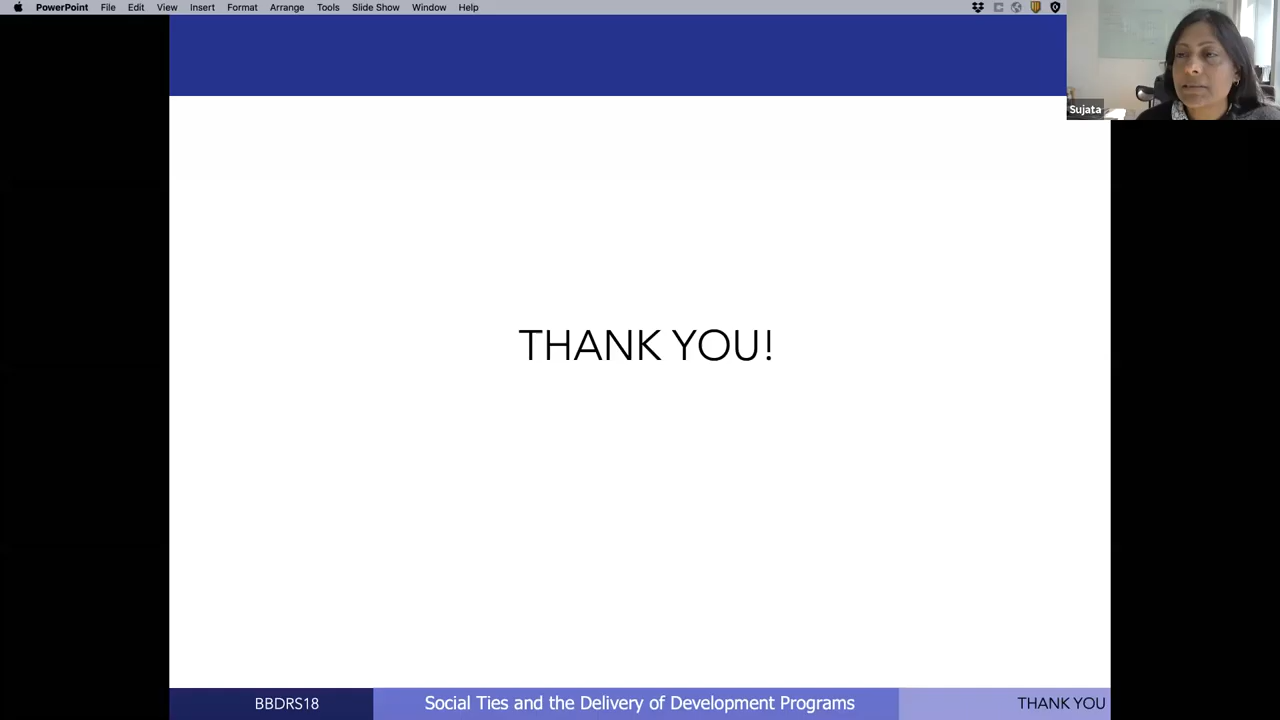 PowerPoint File Edit View Insert Format Arrange Tools Slide Show Window Help
Sujata
THANK YOU!
BBDRS18 Social Ties and the Delivery of Development Programs THANK YOU